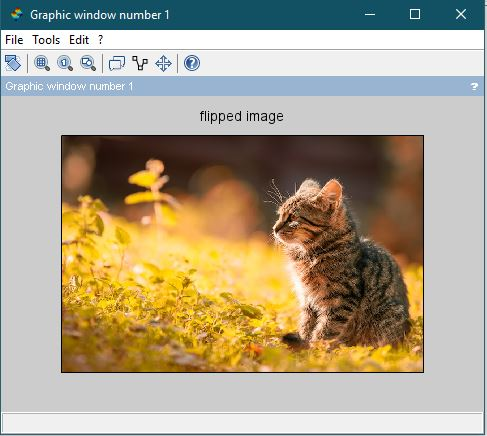 Graphic window number 1
File Tools Edit ?
Graphic window number 1 ?
flipped image